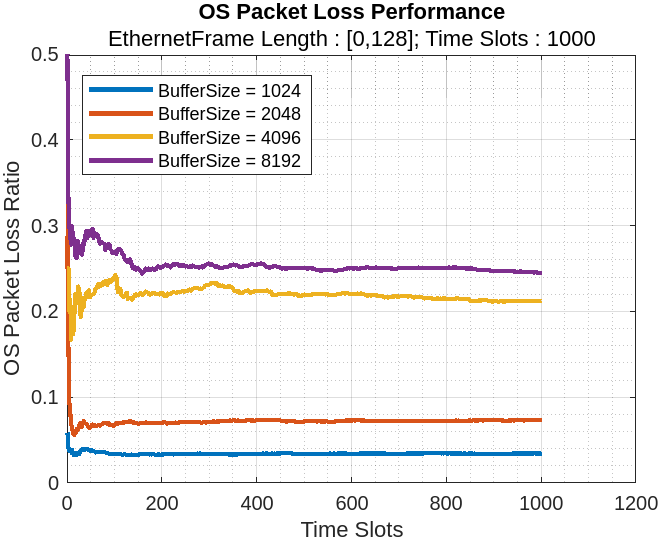 OS Packet Loss Performance
EthernetFrame Length : [0,128]; Time Slots : 1000
BufferSize = 1024
BufferSize = 2048
BufferSize = 4096
BufferSize = 8192
OS Packet Loss Ratio
0.5
0.4
0.3
0.2
0.1
0
0 200 400 600 800 1000 1200
Time Slots